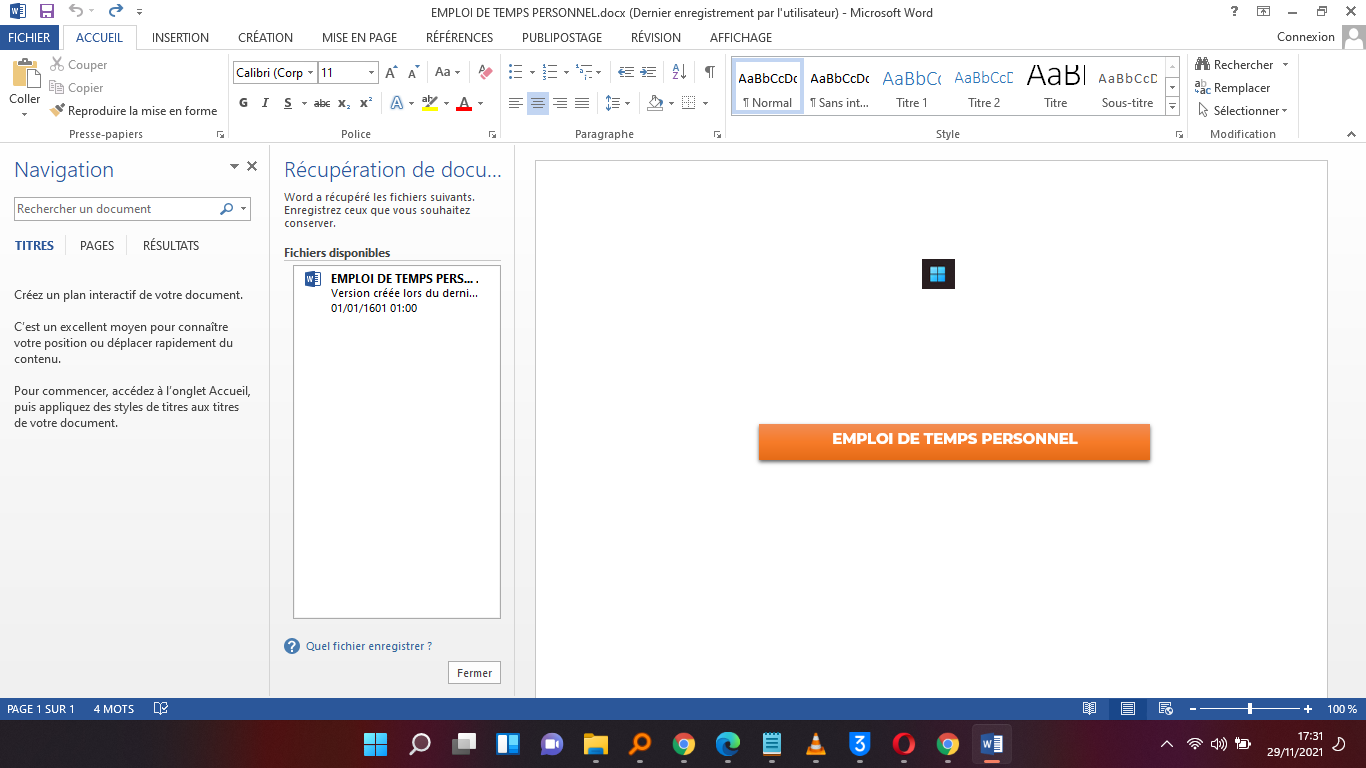 EMPLOI DE TEMPS PERSONNEL.docx (Dernier enregistrement par l'utilisateur) - Microsoft Word
FICHIER ACCUEIL INSERTION CRÉATION MISE EN PAGE RÉFÉRENCES PUBLIPOSTAGE RÉVISION AFFICHAGE Connexion
Coller
Couper
Copier
Reproduire la mise en forme
Presse-papiers
Calibri (Corp 11
Aa
G I S abc x₂ x²
Police
Paragraphe
AaBbCcDc AaBbCcDc AaBbCc AaBbCcD AaBl AaBbCcD
¶ Normal ¶ Sans int... Titre 1 Titre 2 Titre Sous-titre
Style
Rechercher
Remplacer
Sélectionner
Modification
Navigation
Rechercher un document
TITRES PAGES RÉSULTATS
Créez un plan interactif de votre document.
C'est un excellent moyen pour connaître
votre position ou déplacer rapidement du
contenu.
Pour commencer, accédez à l'onglet Accueil,
puis appliquez des styles de titres aux titres
de votre document.
Récupération de docu...
Word a récupéré les fichiers suivants.
Enregistrez ceux que vous souhaitez
conserver.
Fichiers disponibles
EMPLOI DE TEMPS PERS... .
Version créée lors du derni...
01/01/1601 01:00
Quel fichier enregistrer ?
Fermer
EMPLOI DE TEMPS PERSONNEL
PAGE 1 SUR 1 4 MOTS 100 %
17:31
29/11/2021